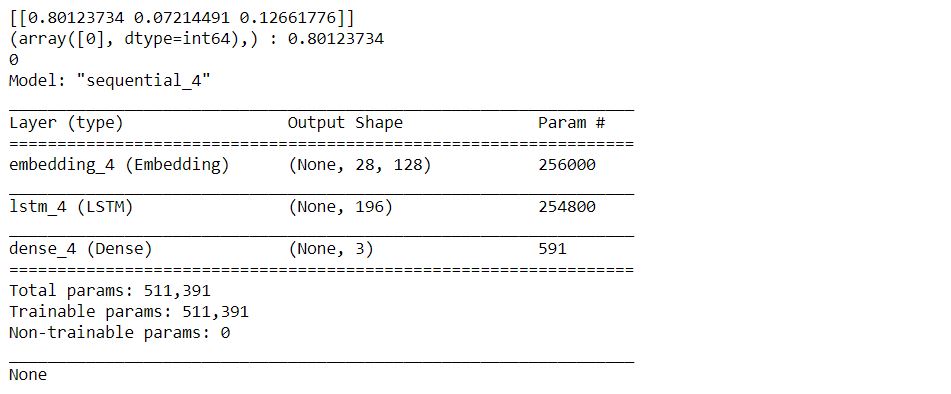 [[0.80123734 0.07214491 0.12661776]]
(array([0], dtype=int64),) : 0.80123734
0
Model: "sequential_4"
_________________________________________________________________
Layer (type)                 Output Shape              Param #
=================================================================
embedding_4 (Embedding)      (None, 28, 128)           256000
_________________________________________________________________
lstm_4 (LSTM)                (None, 196)               254800
_________________________________________________________________
dense_4 (Dense)              (None, 3)                 591
=================================================================
Total params: 511,391
Trainable params: 511,391
Non-trainable params: 0
_________________________________________________________________
None